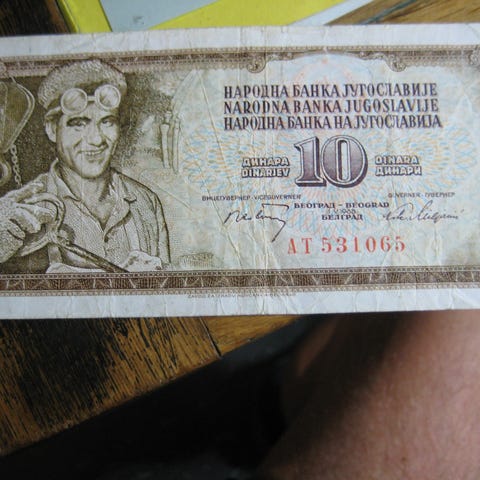 НАРОДНА БАНКА ЈУГОСЛАВИЈЕ
NARODNA BANKA JUGOSLAVIJE
НАРОДНА БАНКА НА ЈУГОСЛАВИЈА
ДИНАРА DINARJEV 10 DINARA ДИНАРИ
ВИЦЕГУВЕРНЕР · VICEGUVERNER GUVERNER · ГУВЕРНЕР
БЕОГРАД – BEOGRAD
БЕЛГРАД
AT 531065